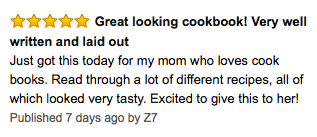 Great looking cookbook! Very well
written and laid out
Just got this today for my mom who loves cook
books. Read through a lot of different recipes, all of
which looked very tasty. Excited to give this to her!
Published 7 days ago by Z7